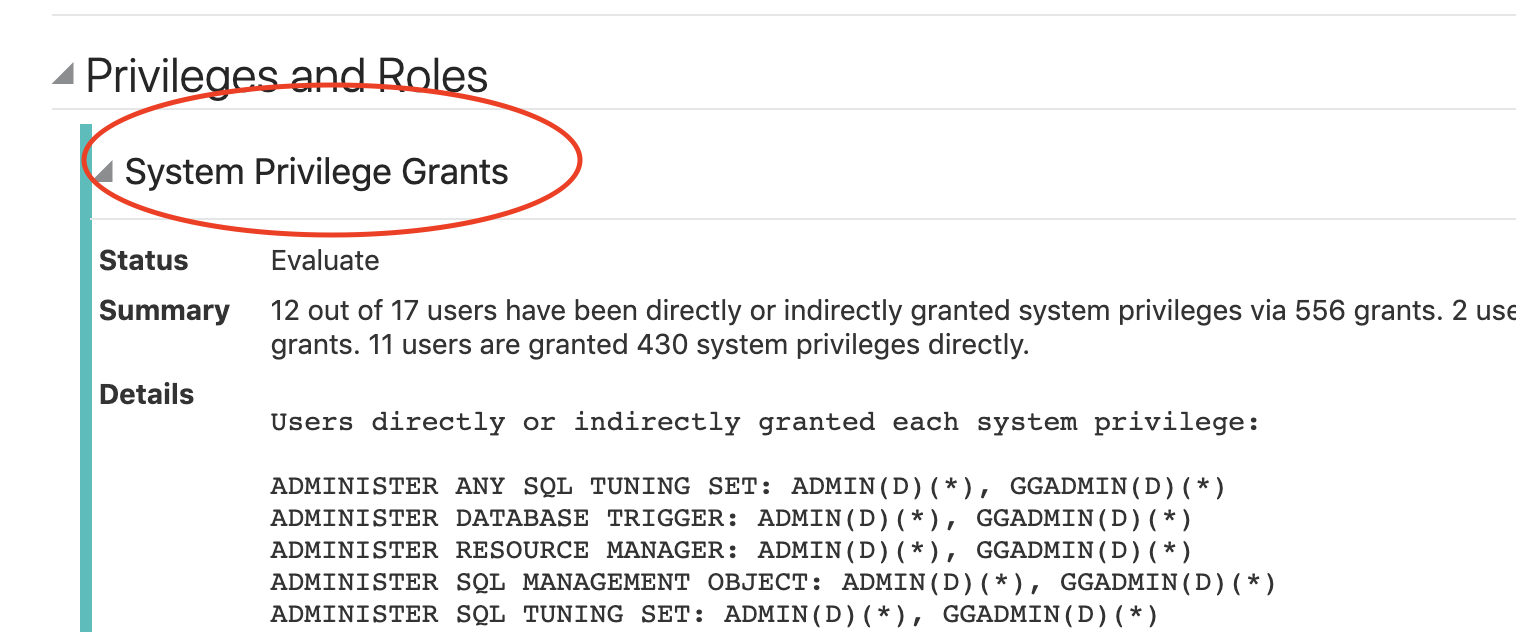 Privileges and Roles
System Privilege Grants
Status Evaluate
Summary 12 out of 17 users have been directly or indirectly granted system privileges via 556 grants. 2 use
grants. 11 users are granted 430 system privileges directly.
Details
Users directly or indirectly granted each system privilege:
ADMINISTER ANY SQL TUNING SET: ADMIN(D)(*), GGADMIN(D)(*)
ADMINISTER DATABASE TRIGGER: ADMIN(D)(*), GGADMIN(D)(*)
ADMINISTER RESOURCE MANAGER: ADMIN(D)(*), GGADMIN(D)(*)
ADMINISTER SQL MANAGEMENT OBJECT: ADMIN(D)(*), GGADMIN(D)(*)
ADMINISTER SQL TUNING SET: ADMIN(D)(*), GGADMIN(D)(*)